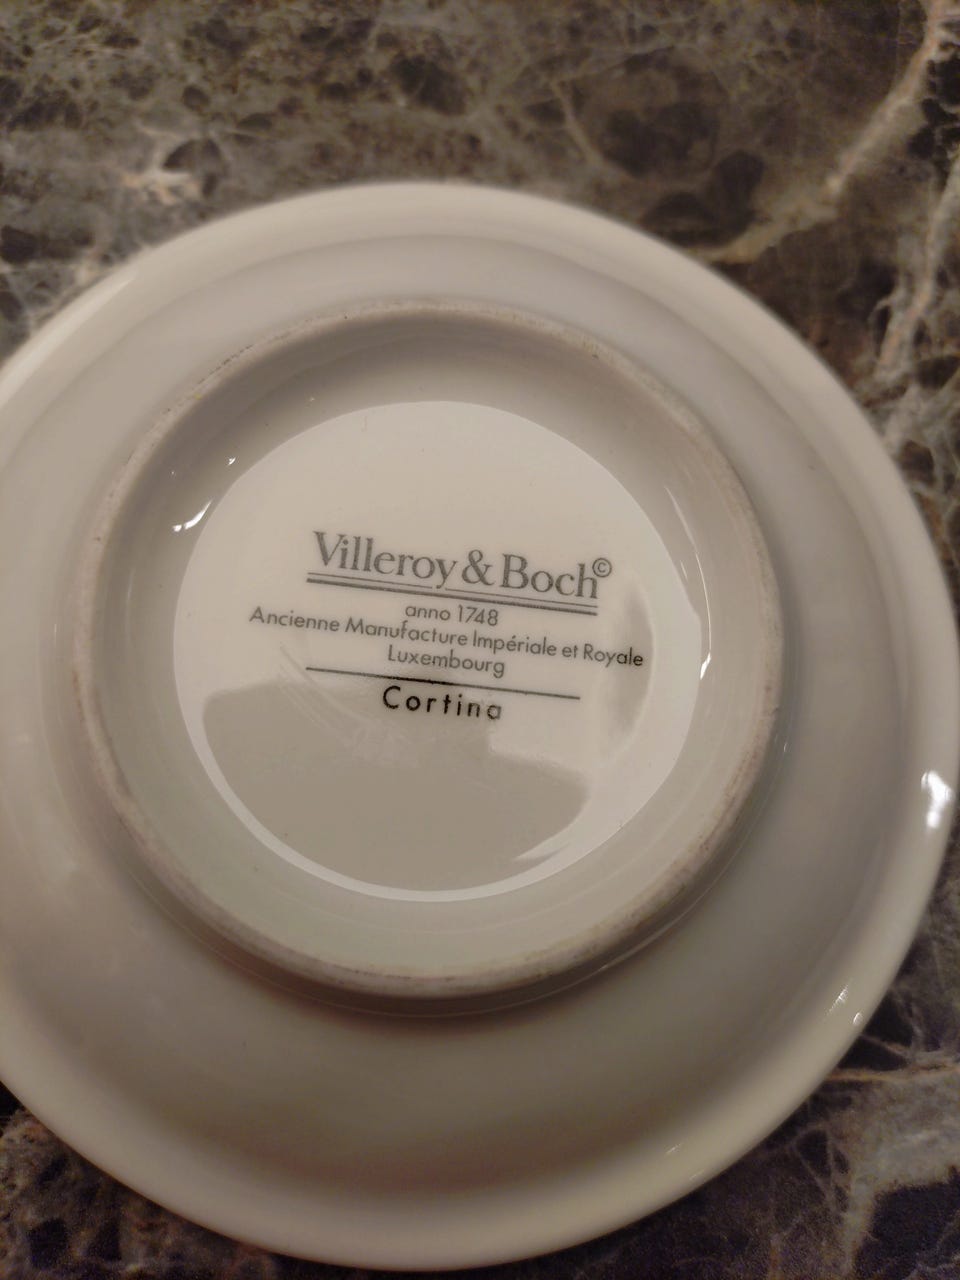 Villeroy & Boch©
anno 1748
Ancienne Manufacture Impériale et Royale
Luxembourg
Cortina